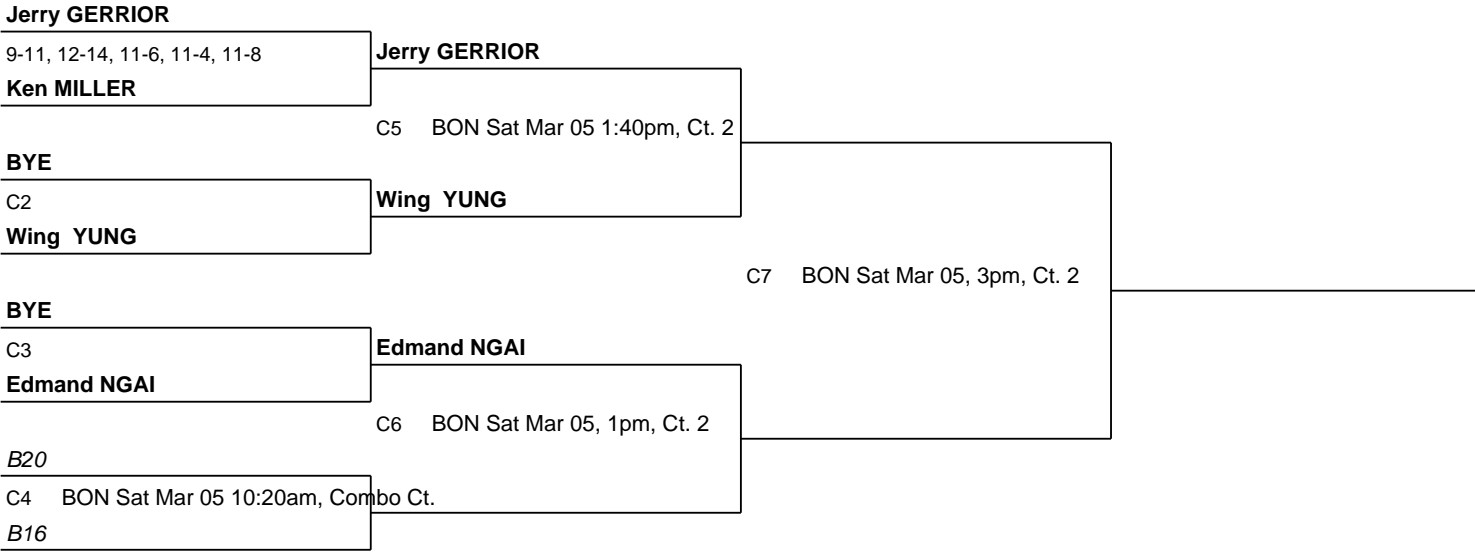 Jerry GERRIOR
9-11, 12-14, 11-6, 11-4, 11-8
Jerry GERRIOR
Ken MILLER
C5 BON Sat Mar 05 1:40pm, Ct. 2
BYE
C2
Wing  YUNG
Wing  YUNG
C7 BON Sat Mar 05, 3pm, Ct. 2
BYE
C3
Edmand NGAI
Edmand NGAI
C6 BON Sat Mar 05, 1pm, Ct. 2
B20
C4 BON Sat Mar 05 10:20am, Combo Ct.
B16